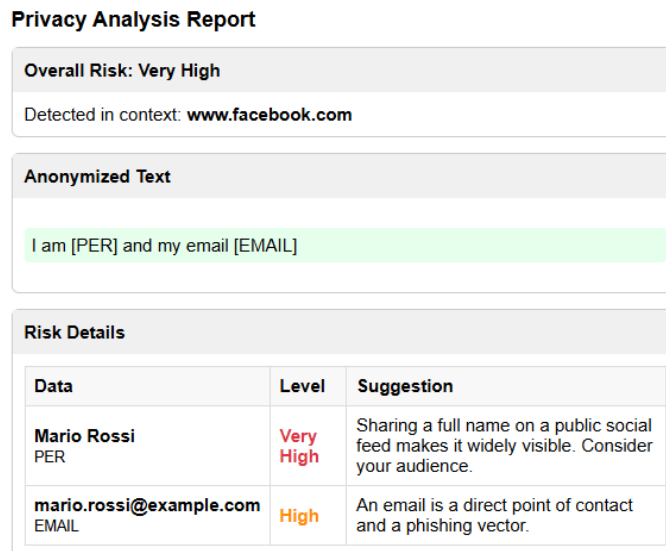 Privacy Analysis Report
Overall Risk: Very High
Detected in context: www.facebook.com
Anonymized Text
I am [PER] and my email [EMAIL]
Risk Details
Data Level Suggestion
Mario Rossi
PER
Very
High
Sharing a full name on a public social
feed makes it widely visible. Consider
your audience.
mario.rossi@example.com
EMAIL
High
An email is a direct point of contact
and a phishing vector.